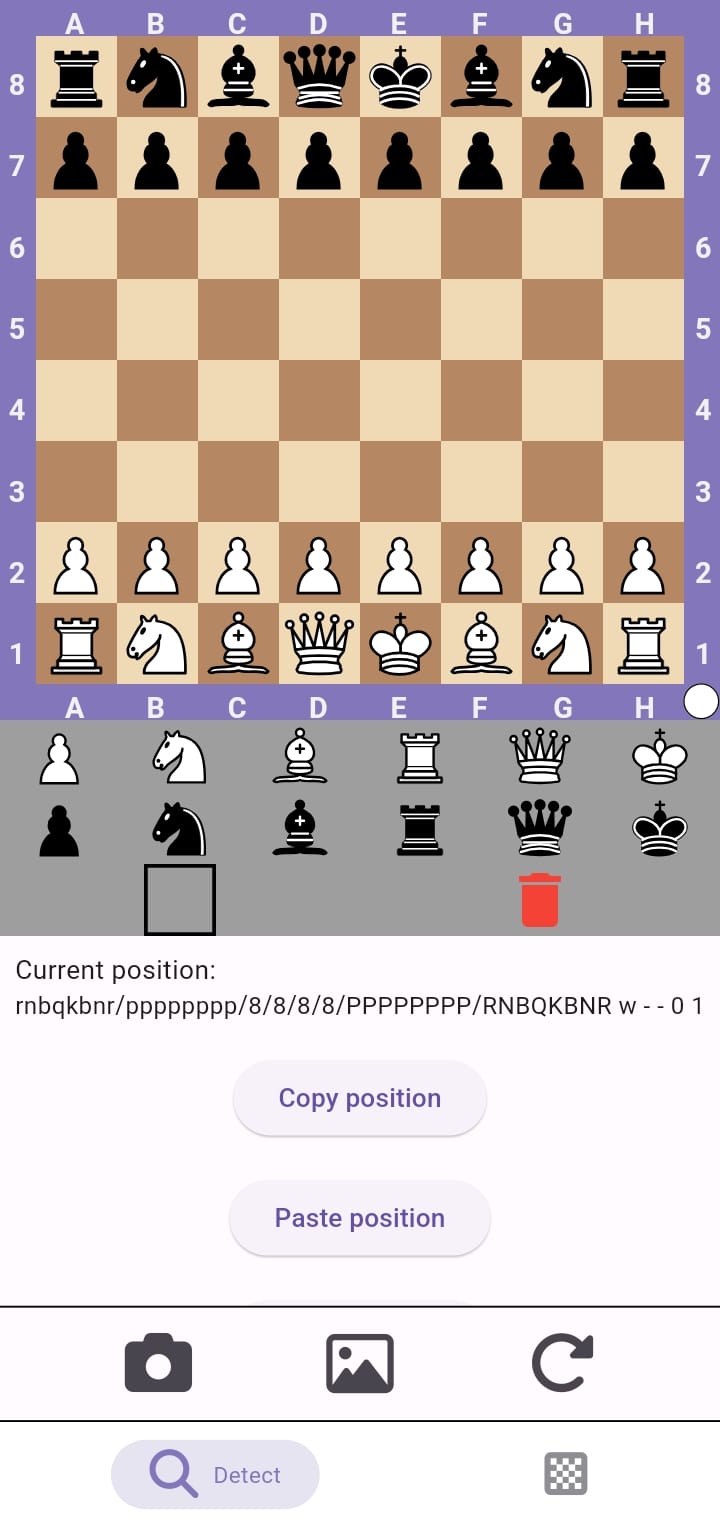 A B C D E F G H
8 8
7 7
6 6
5 5
4 4
3 3
2 2
1 1
A B C D E F G H
Current position:
rnbqkbnr/pppppppp/8/8/8/8/PPPPPPPP/RNBQKBNR w - - 0 1
Copy position
Paste position
Detect